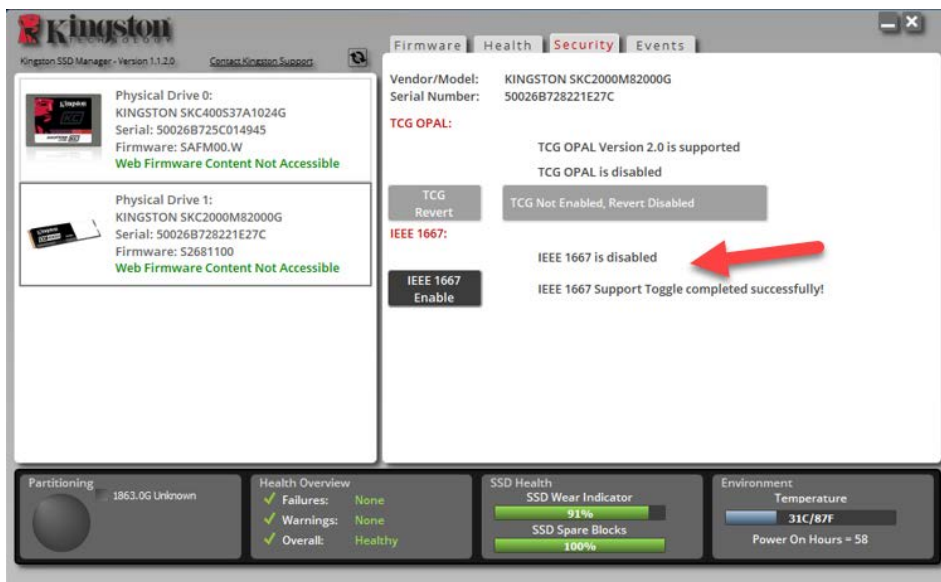 Kingston
TECHNOLOGY
Kingston SSD Manager - Version 1.1.2.0
Contact Kingston Support
Firmware
Health
Security
Events
Physical Drive 0:
KINGSTON SKC400S37A1024G
Serial: 50026B725C014945
Firmware: SAFM00.W
Web Firmware Content Not Accessible
Physical Drive 1:
KINGSTON SKC2000M82000G
Serial: 50026B728221E27C
Firmware: S2681100
Web Firmware Content Not Accessible
Vendor/Model: KINGSTON SKC2000M82000G
Serial Number: 50026B728221E27C
TCG OPAL:
TCG OPAL Version 2.0 is supported
TCG OPAL is disabled
TCG
Revert
TCG Not Enabled, Revert Disabled
IEEE 1667:
IEEE 1667 is disabled
IEEE 1667
Enable
IEEE 1667 Support Toggle completed successfully!
Partitioning
1863.0G Unknown
Health Overview
Failures: None
Warnings: None
Overall: Healthy
SSD Health
SSD Wear Indicator
91%
SSD Spare Blocks
100%
Environment
Temperature
31C/87F
Power On Hours = 58